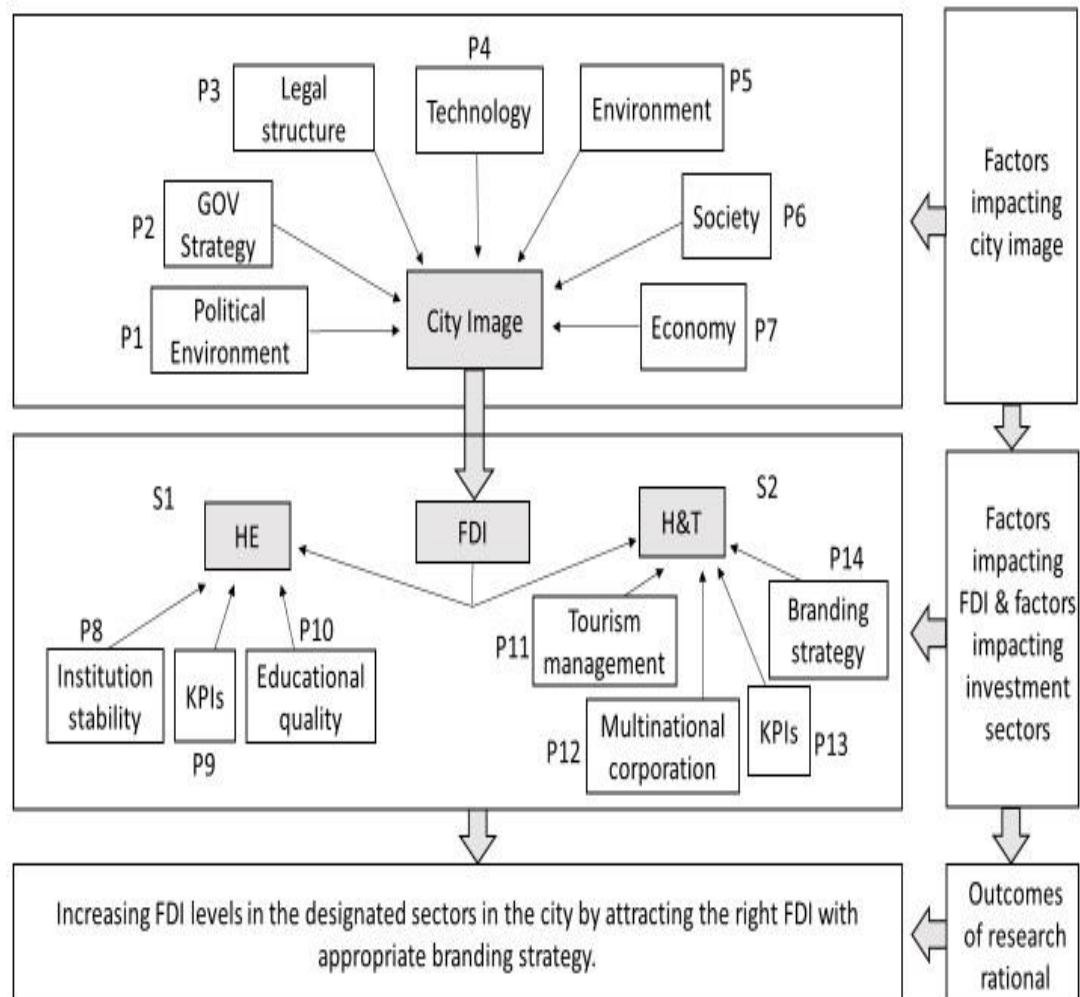 P4
P3
Legal
structure
Technology
Environment
P5
P2
GOV
Strategy
Society
P6
P1
Political
Environment
City Image
Economy
P7
Factors
impacting
city image
S1
HE
FDI
H&T
S2
P8
Institution
stability
KPIs
P9
P10
Educational
quality
P11
Tourism
management
P12
Multinational
corporation
KPIs
P13
P14
Branding
strategy
Factors
impacting
FDI & factors
impacting
investment
sectors
Increasing FDI levels in the designated sectors in the city by attracting the right FDI with
appropriate branding strategy.
Outcomes
of research
rational